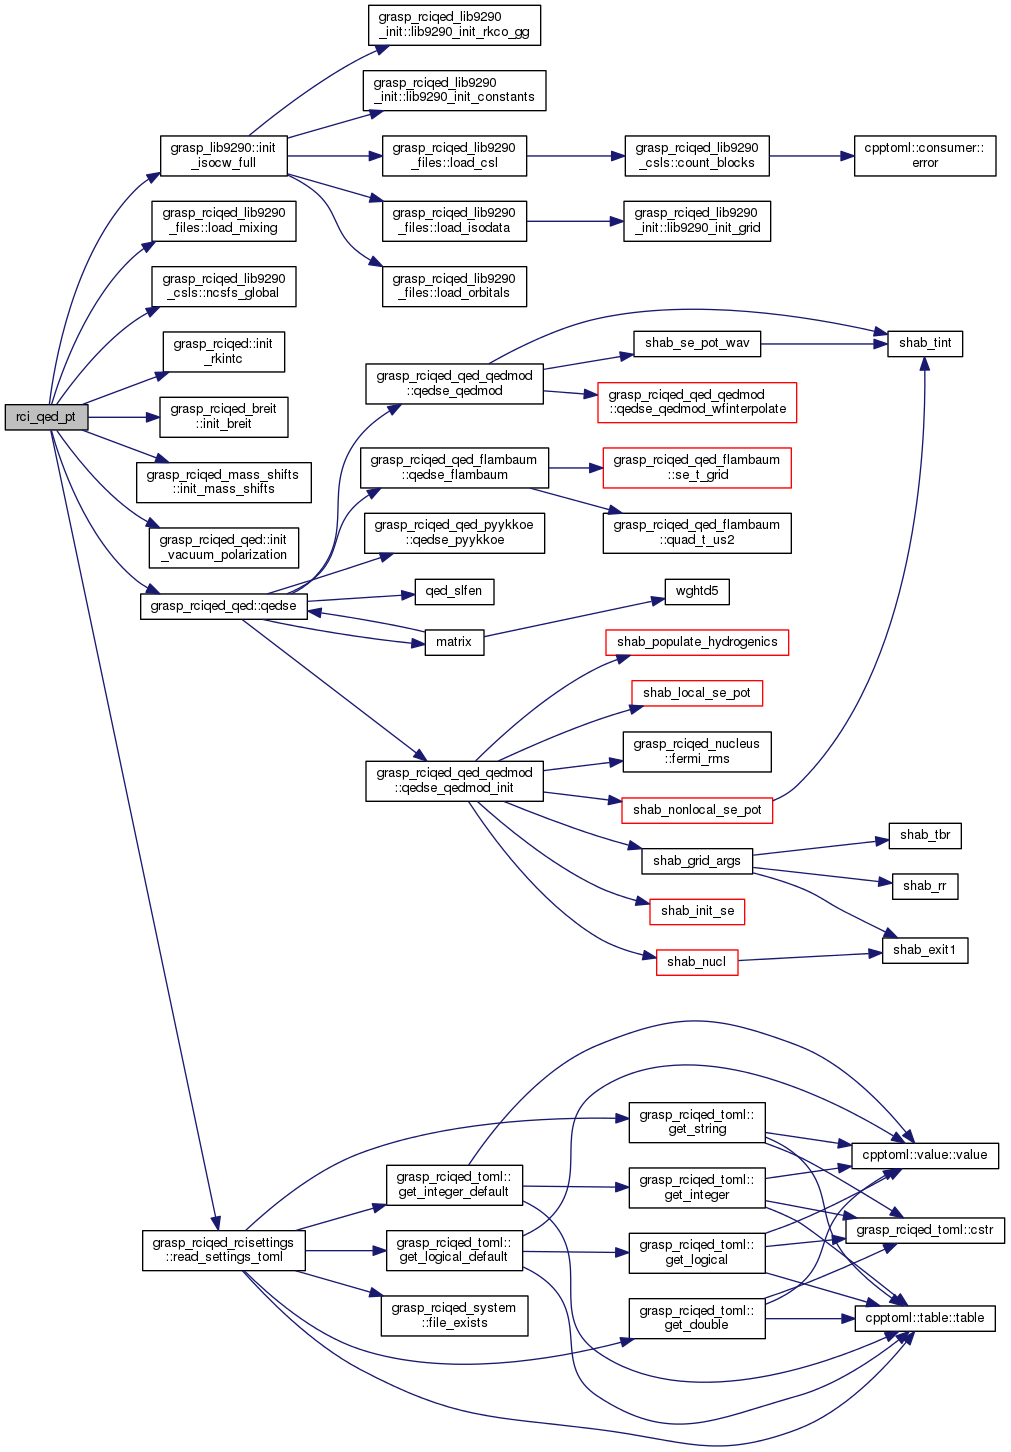 grasp_rciqed_lib9290
_init::lib9290_init_rkco_gg
grasp_rciqed_lib9290
_init::lib9290_init_constants
grasp_lib9290::init
_isocw_full
grasp_rciqed_lib9290
_files::load_csl
grasp_rciqed_lib9290
_csls::count_blocks
cpptoml::consumer::
error
grasp_rciqed_lib9290
_files::load_mixing
grasp_rciqed_lib9290
_files::load_isodata
grasp_rciqed_lib9290
_init::lib9290_init_grid
grasp_rciqed_lib9290
_csls::ncsfs_global
grasp_rciqed_lib9290
_files::load_orbitals
grasp_rciqed::init
_rkintc
shab_se_pot_wav
shab_tint
grasp_rciqed_qed_qedmod
::qedse_qedmod
grasp_rciqed_qed_qedmod
::qedse_qedmod_wfinterpolate
rci_qed_pt
grasp_rciqed_breit
::init_breit
grasp_rciqed_mass_shifts
::init_mass_shifts
grasp_rciqed_qed_flambaum
::qedse_flambaum
grasp_rciqed_qed_flambaum
::se_t_grid
grasp_rciqed_qed::init
_vacuum_polarization
grasp_rciqed_qed_pyykkoe
::qedse_pyykkoe
grasp_rciqed_qed_flambaum
::quad_t_us2
grasp_rciqed_qed::qedse
qed_slfen
wghtd5
matrix
shab_populate_hydrogenics
shab_local_se_pot
grasp_rciqed_nucleus
::fermi_rms
grasp_rciqed_qed_qedmod
::qedse_qedmod_init
shab_nonlocal_se_pot
shab_grid_args
shab_tbr
shab_rr
shab_init_se
shab_nucl
shab_exit1
grasp_rciqed_toml::
get_string
cpptoml::value::value
grasp_rciqed_toml::
get_integer_default
grasp_rciqed_toml::
get_integer
grasp_rciqed_toml::cstr
grasp_rciqed_rcisettings
::read_settings_toml
grasp_rciqed_toml::
get_logical_default
grasp_rciqed_toml::
get_logical
grasp_rciqed_system
::file_exists
grasp_rciqed_toml::
get_double
cpptoml::table::table